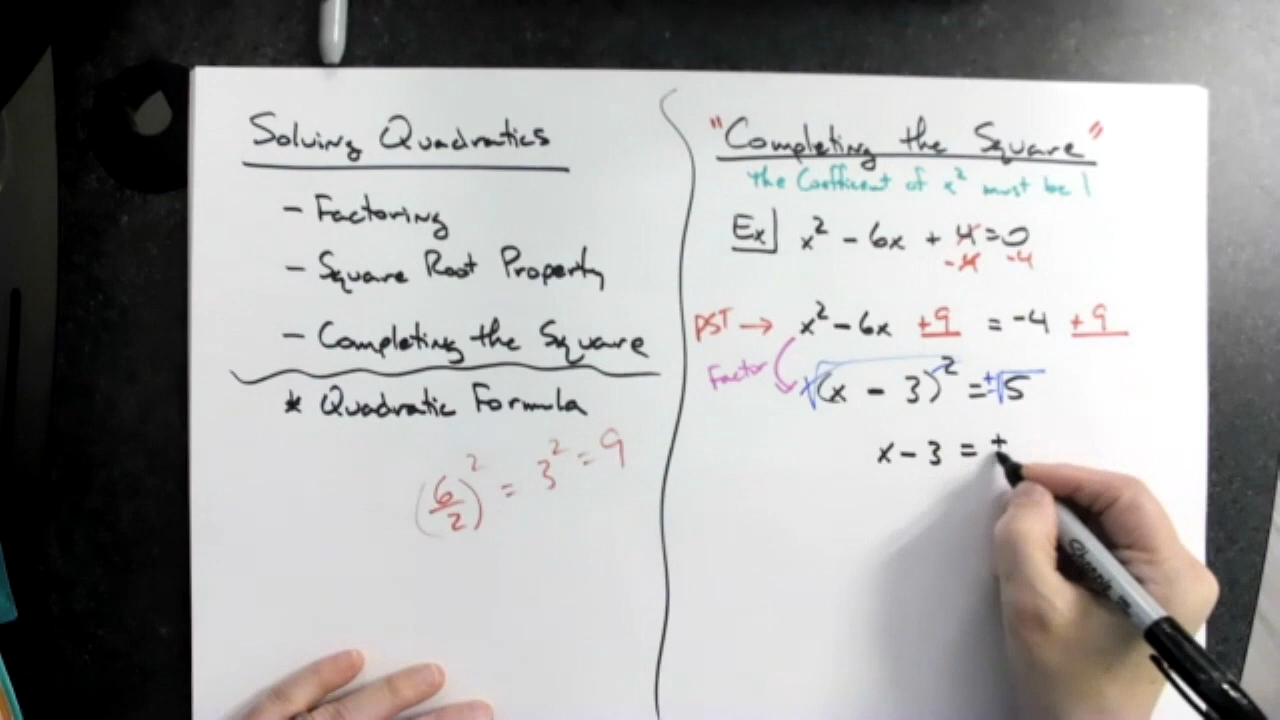 Solving Quadratics
- Factoring
- Square Root Property
- Completing the Square
* Quadratic Formula
(6/2)² = 3² = 9
"Completing the Square"
The Coefficient of x² must be 1
Ex] x² - 6x + 4 = 0
-4 -4
PST → x² - 6x +9 = -4 +9
Factor √(x - 3)² = ±√5
x - 3 = ±
Sharpie